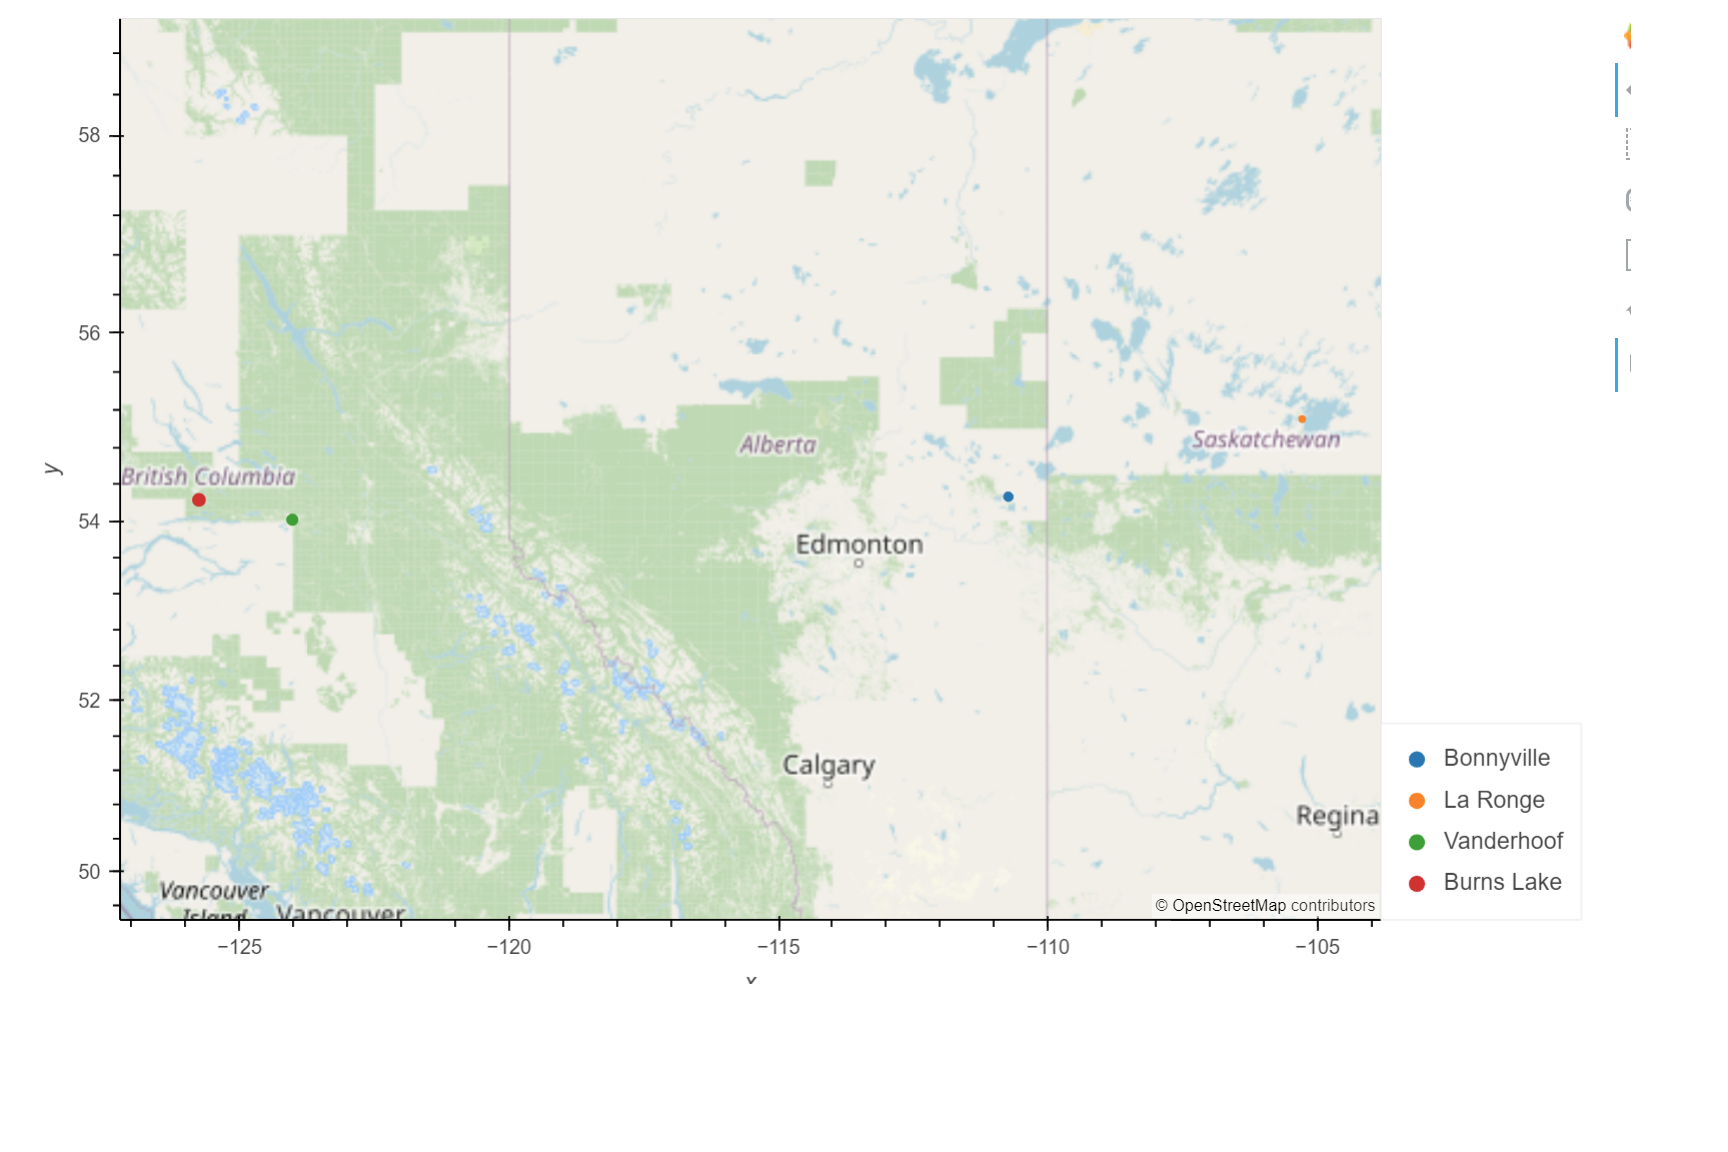 58
56
y
Alberta
Saskatchewan
British Columbia
54
Edmonton
52
Calgary
Bonnyville
La Ronge
Regina
Vanderhoof
50
Burns Lake
Vancouver
Island
Vancouver
© OpenStreetMap contributors
−125
−120
−115
−110
−105
x